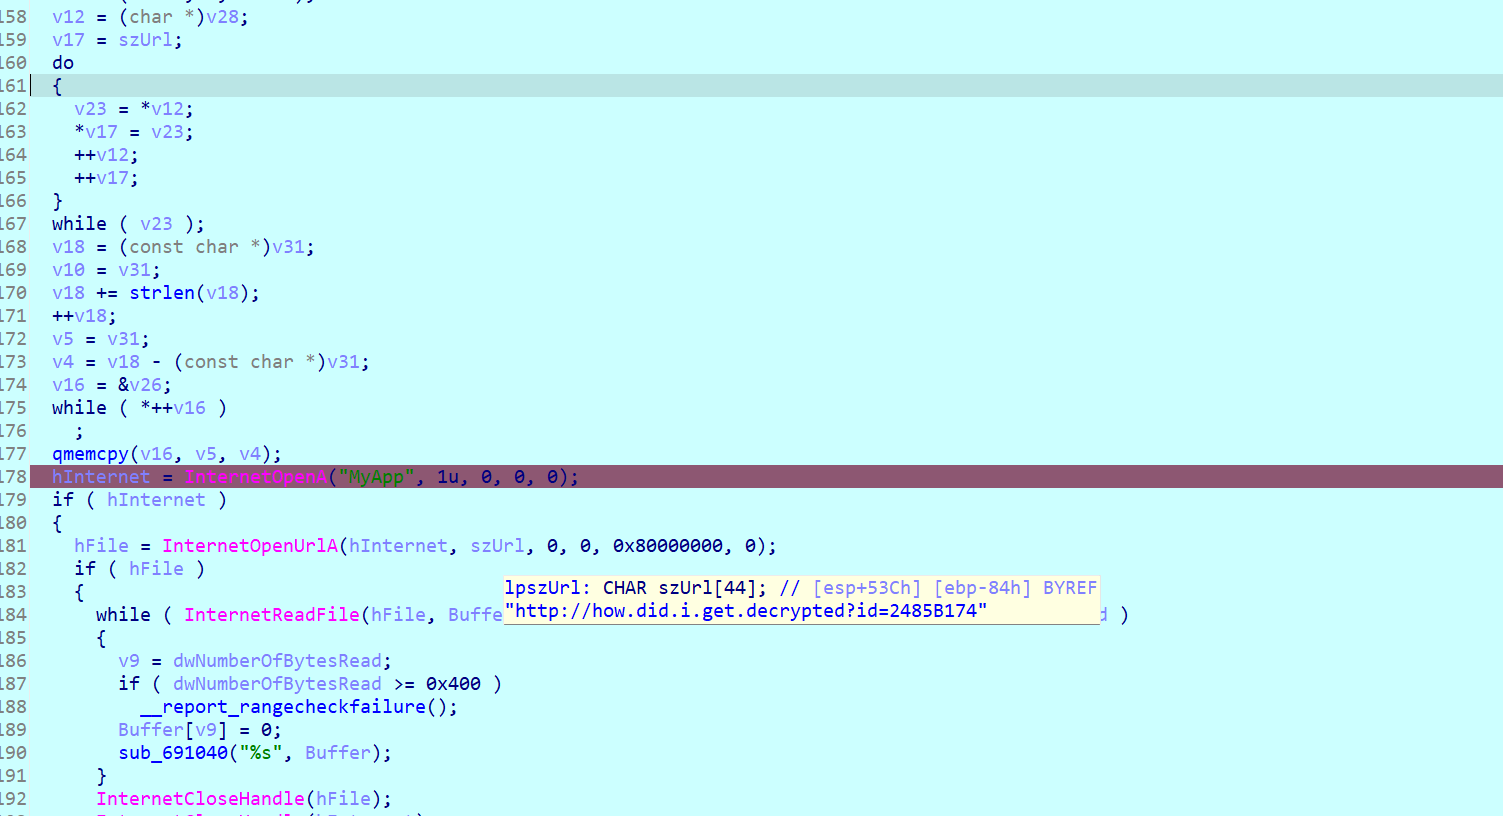 158 v12 = (char *)v28;
159 v17 = szUrl;
160 do
161 {
162 v23 = *v12;
163 *v17 = v23;
164 ++v12;
165 ++v17;
166 }
167 while ( v23 );
168 v18 = (const char *)v31;
169 v10 = v31;
170 v18 += strlen(v18);
171 ++v18;
172 v5 = v31;
173 v4 = v18 - (const char *)v31;
174 v16 = &v26;
175 while ( *++v16 )
176 ;
177 qmemcpy(v16, v5, v4);
178 hInternet = InternetOpenA("MyApp", 1u, 0, 0, 0);
179 if ( hInternet )
180 {
181 hFile = InternetOpenUrlA(hInternet, szUrl, 0, 0, 0x80000000, 0);
182 if ( hFile )
183 {
lpszUrl: CHAR szUrl[44]; // [esp+53Ch] [ebp-84h] BYREF
"http://how.did.i.get.decrypted?id=2485B174"
184 while ( InternetReadFile(hFile, Buffe d )
185 {
186 v9 = dwNumberOfBytesRead;
187 if ( dwNumberOfBytesRead >= 0x400 )
188 __report_rangecheckfailure();
189 Buffer[v9] = 0;
190 sub_691040("%s", Buffer);
191 }
192 InternetCloseHandle(hFile);